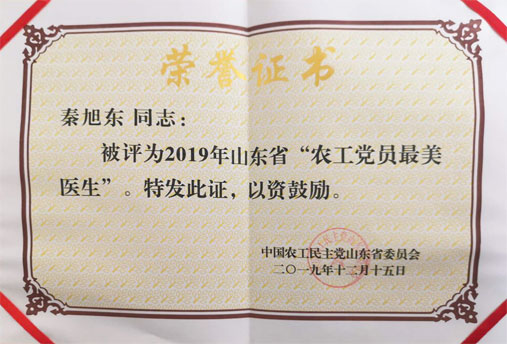 荣誉证书
秦旭东 同志：
被评为2019年山东省“农工党员最美
医生”。特发此证，以资鼓励。
中国农工民主党山东省委员会
二〇一九年十二月十五日